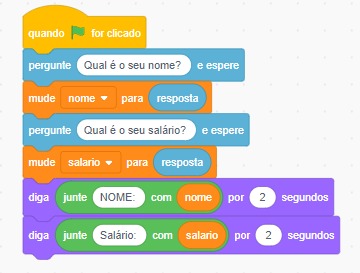 quando for clicado
pergunte Qual é o seu nome? e espere
mude nome para resposta
pergunte Qual é o seu salário? e espere
mude salario para resposta
diga junte NOME: com nome por 2 segundos
diga junte Salário: com salario por 2 segundos